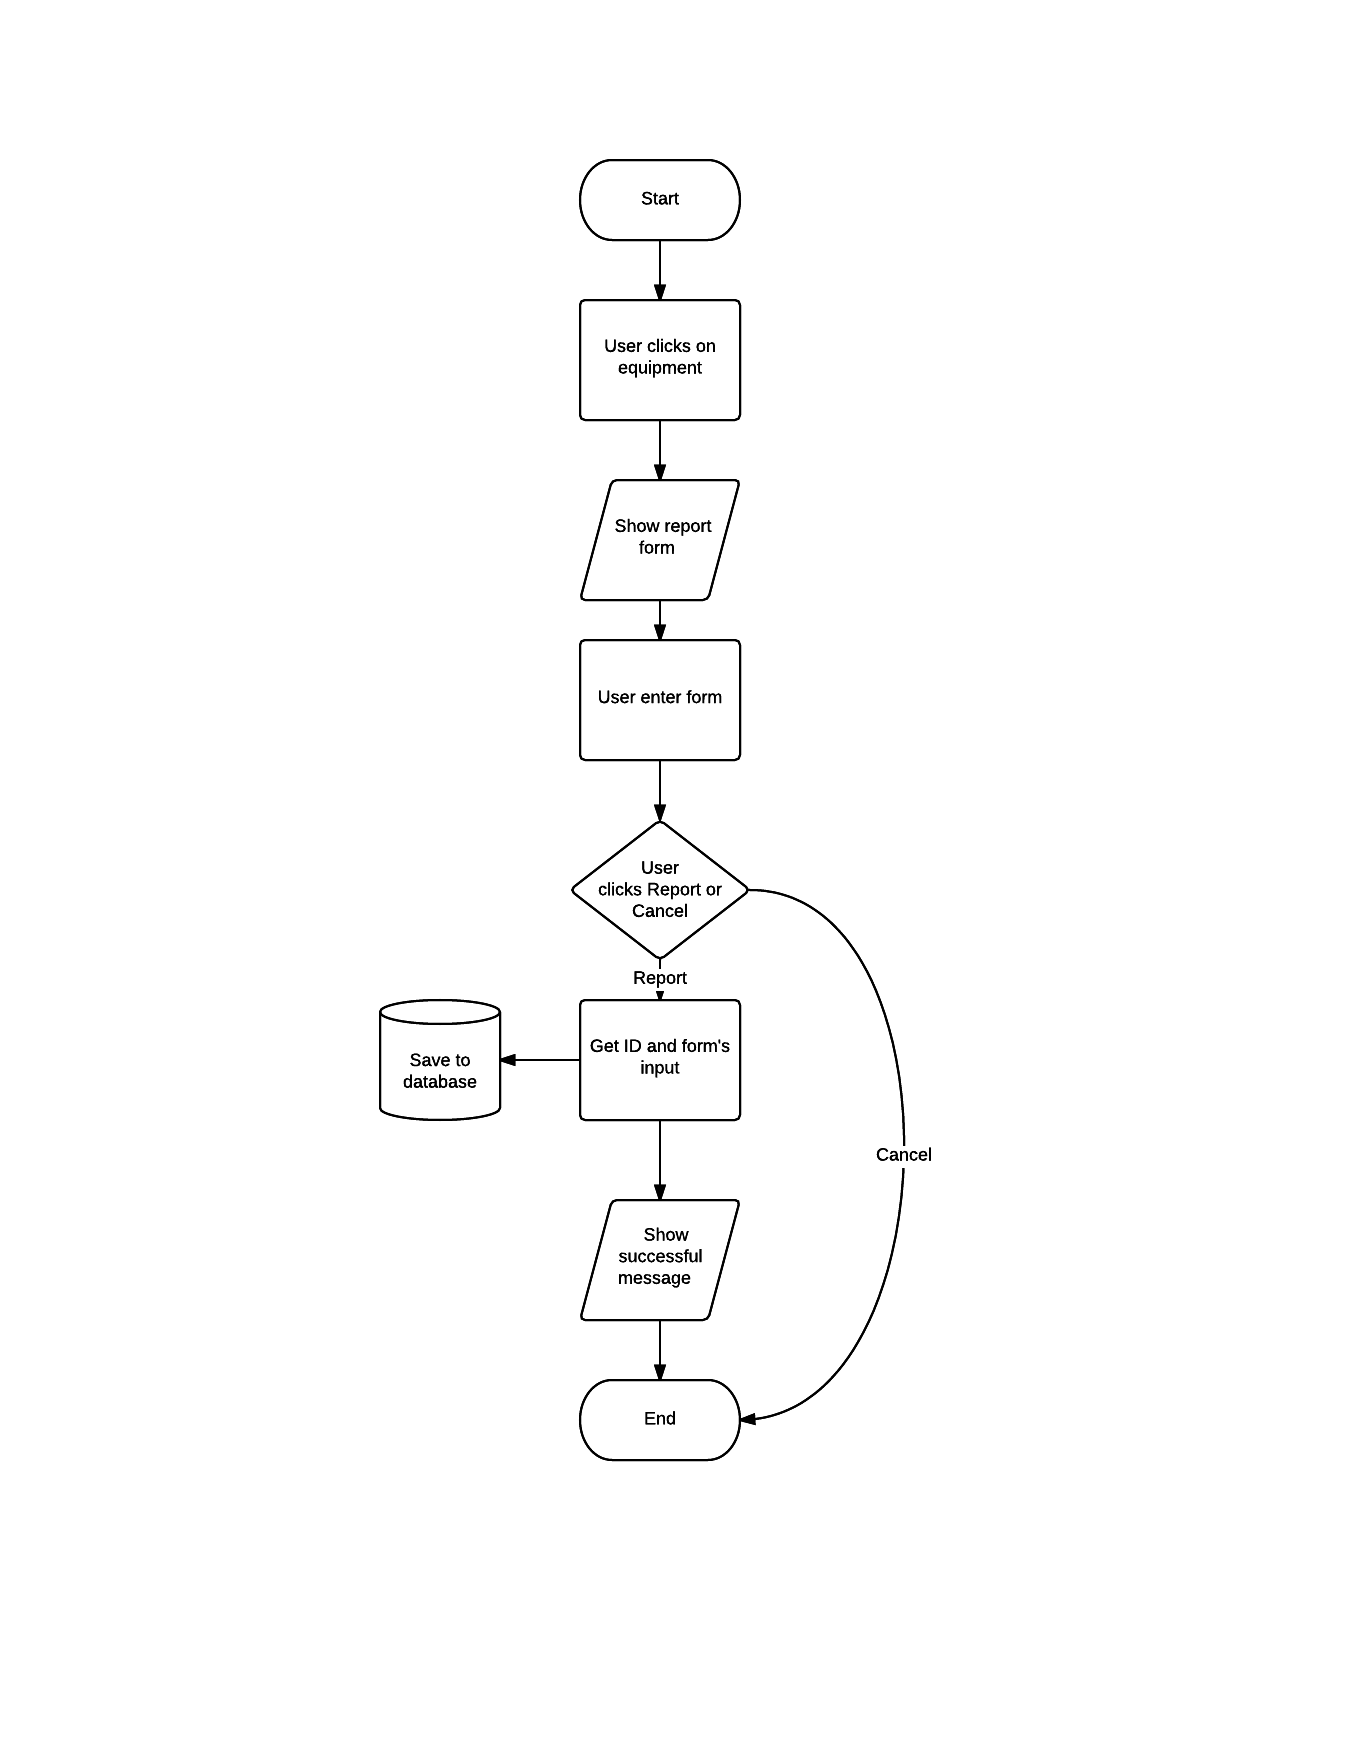 Start
User clicks on
equipment
Show report
form
User enter form
User
clicks Report or
Cancel
Report
Get ID and form's
input
Save to
database
Cancel
Show
successful
message
End